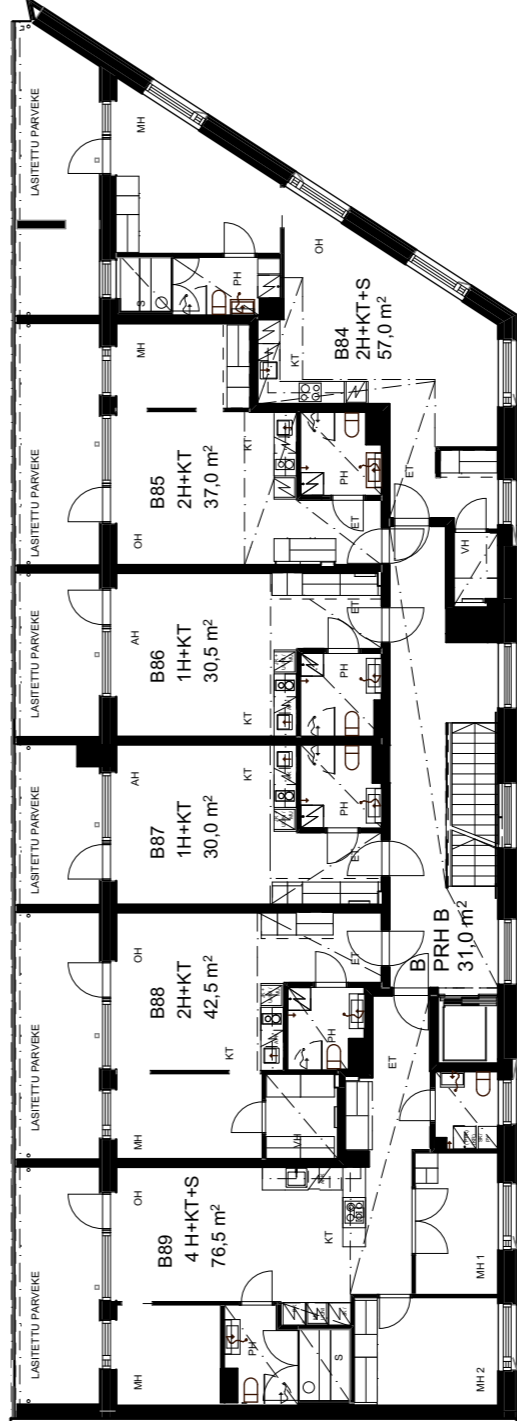 LASITETTU PARVEKE
LASITETTU PARVEKE
LASITETTU PARVEKE
LASITETTU PARVEKE
LASITETTU PARVEKE
LASITETTU PARVEKE
MH
OH
B89
4 H+KT+S
76,5 m²
KT
PH
S
MH 2
MH 1
ET
MH
OH
B88
2H+KT
42,5 m²
KT
VH
PH
ET
AH
B87
1H+KT
30,0 m²
KT
PH
ET
AH
B86
1H+KT
30,5 m²
KT
PH
ET
OH
MH
B85
2H+KT
37,0 m²
KT
PH
ET
MH
S
PH
OH
KT
B84
2H+KT+S
57,0 m²
ET
VH
B
PRH B
31,0 m²